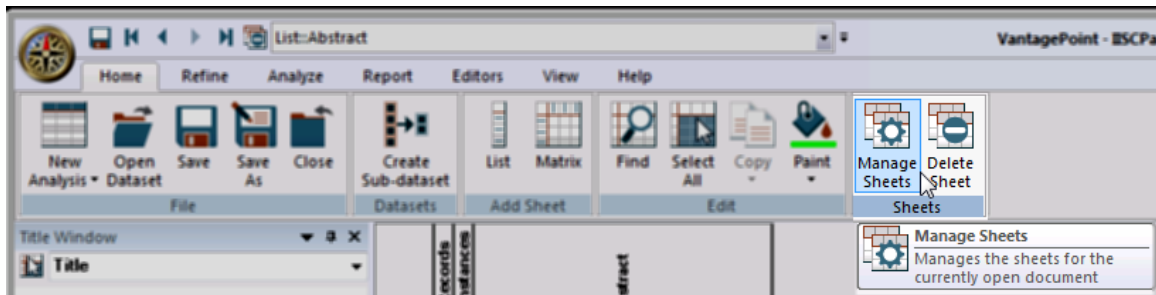 List::Abstract
VantagePoint - IISCPa
Home Refine Analyze Report Editors View Help
New Analysis Open Dataset Save Save As Close Create Sub-dataset List Matrix Find Select All Copy Paint Manage Sheets Delete Sheet
File Datasets Add Sheet Edit Sheets
Title Window
Title
Manage Sheets
Manages the sheets for the
currently open document